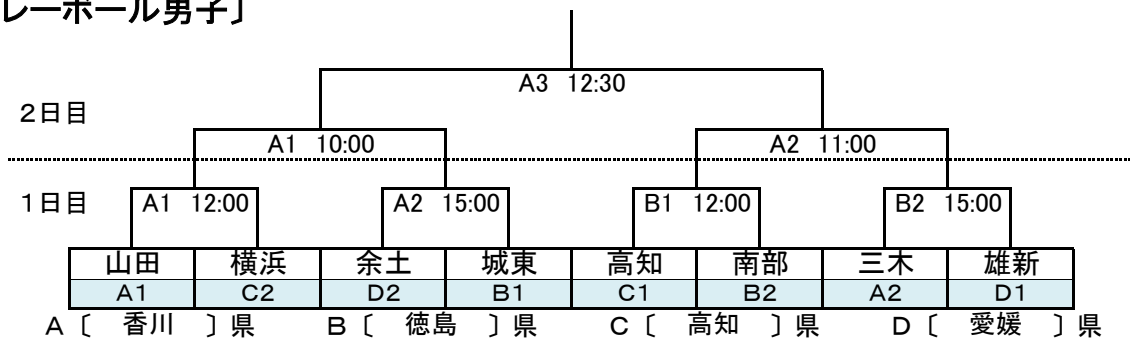 レーボール男子〕
A3 12:30
２日目
A1 10:00 A2 11:00
１日目 A1 12:00 A2 15:00 B1 12:00 B2 15:00
山田 横浜 余土 城東 高知 南部 三木 雄新
A1 C2 D2 B1 C1 B2 A2 D1
A〔 香川 〕県 B〔 徳島 〕県 C〔 高知 〕県 D〔 愛媛 〕県